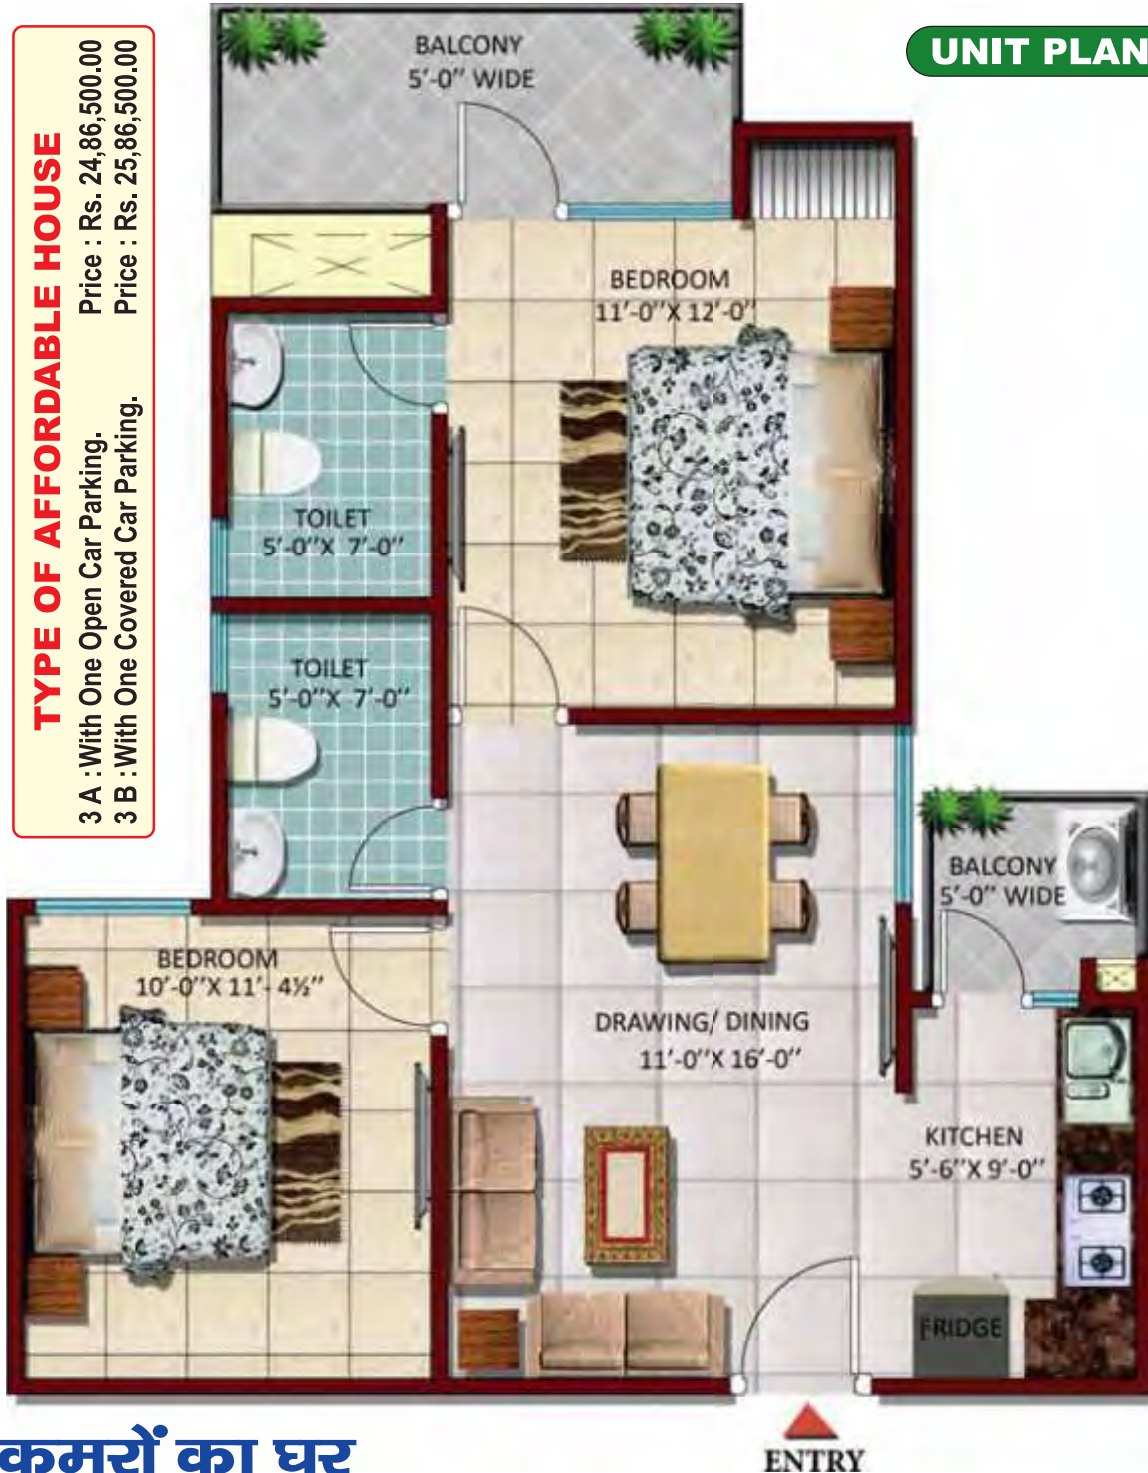 UNIT PLAN
TYPE OF AFFORDABLE HOUSE
3 A : With One Open Car Parking. Price : Rs. 24,86,500.00
3 B : With One Covered Car Parking. Price : Rs. 25,86,500.00
BALCONY
5'-0" WIDE
BEDROOM
11'-0''X 12'-0''
TOILET
5'-0''X 7'-0''
TOILET
5'-0''X 7'-0''
BALCONY
5'-0'' WIDE
BEDROOM
10'-0''X 11'- 4½''
DRAWING/ DINING
11'-0''X 16'-0''
KITCHEN
5'-6''X 9'-0''
FRIDGE
कमरों का घर
ENTRY